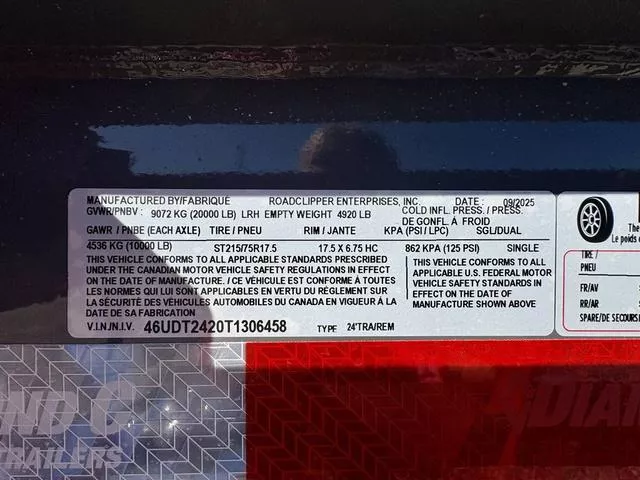 MANUFACTURED BY/FABRIQUÉ ROADCLIPPER ENTERPRISES, INC. DATE : 09/2025
GVWR/PNBV : 9072 KG (20000 LB) LRH EMPTY WEIGHT 4920 LB COLD INFL. PRESS./PRESS. DE GONFL. À FROID
GAWR / PNBE (EACH AXLE) TIRE / PNEU RIM / JANTE KPA (PSI / LPC) SGL/DUAL
4536 KG (10000 LB) ST215/75R17.5 17.5 X 6.75 HC 862 KPA (125 PSI) SINGLE
THIS VEHICLE CONFORMS TO ALL APPLICABLE STANDARDS PRESCRIBED
UNDER THE CANADIAN MOTOR VEHICLE SAFETY REGULATIONS IN EFFECT
ON THE DATE OF MANUFACTURE / CE VÉHICULE EST CONFORME À TOUTES
LES NORMES QUI LUI SONT APPLICABLES EN VERTU DU RÈGLEMENT SUR
LA SÉCURITÉ DES VÉHICULES AUTOMOBILES DU CANADA EN VIGUEUR À LA
DATE DE SA FABRICATION
THIS VEHICLE CONFORMS TO ALL
APPLICABLE U.S. FEDERAL MOTOR
VEHICLE SAFETY STANDARDS IN
EFFECT ON THE DATE OF
MANUFACTURE SHOWN ABOVE
V.I.N./N.I.V. 46UDT2420T1306458 TYPE 24'TRA/REM
The
Le poids
TIRE /
PNEU
FR/AV
RR/AR
SPARE/DE SECOURS
ND C
TRAILERS
DIAM